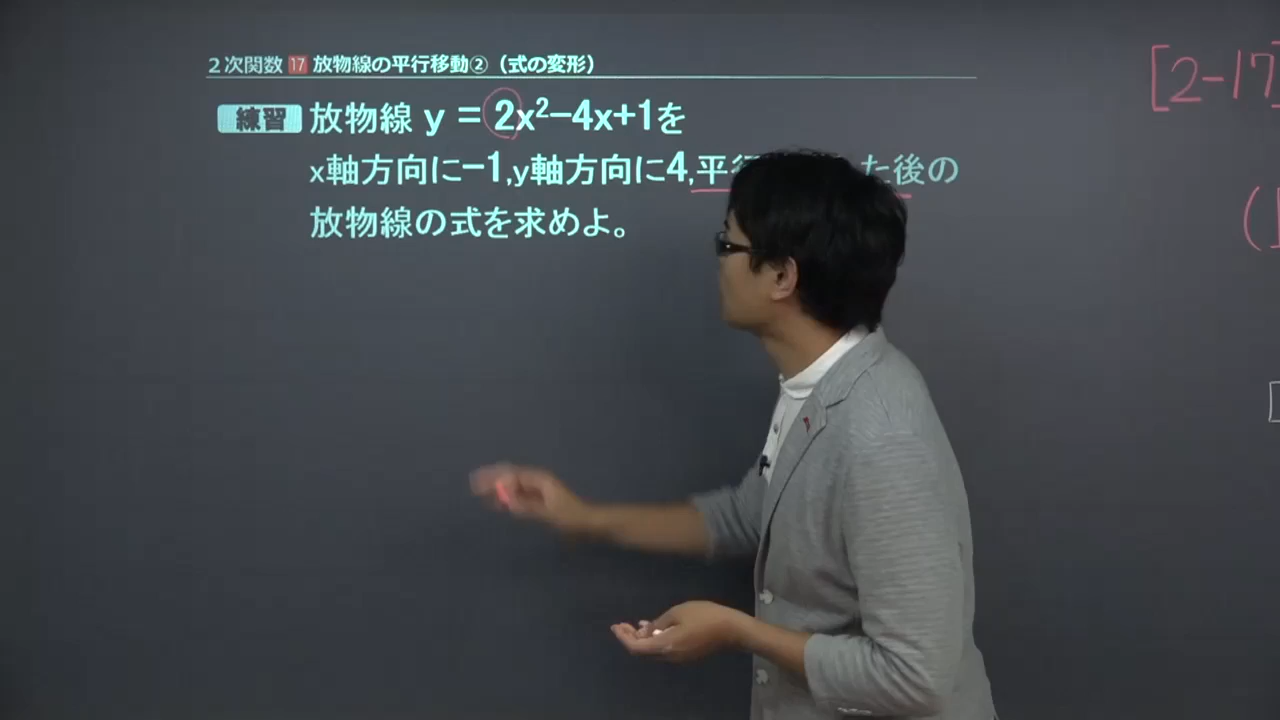 2次関数 17 放物線の平行移動②（式の変形）
練習 放物線 y = 2x²−4x+1を
x軸方向に−1,y軸方向に4,平 た後の
放物線の式を求めよ。
[2-17]